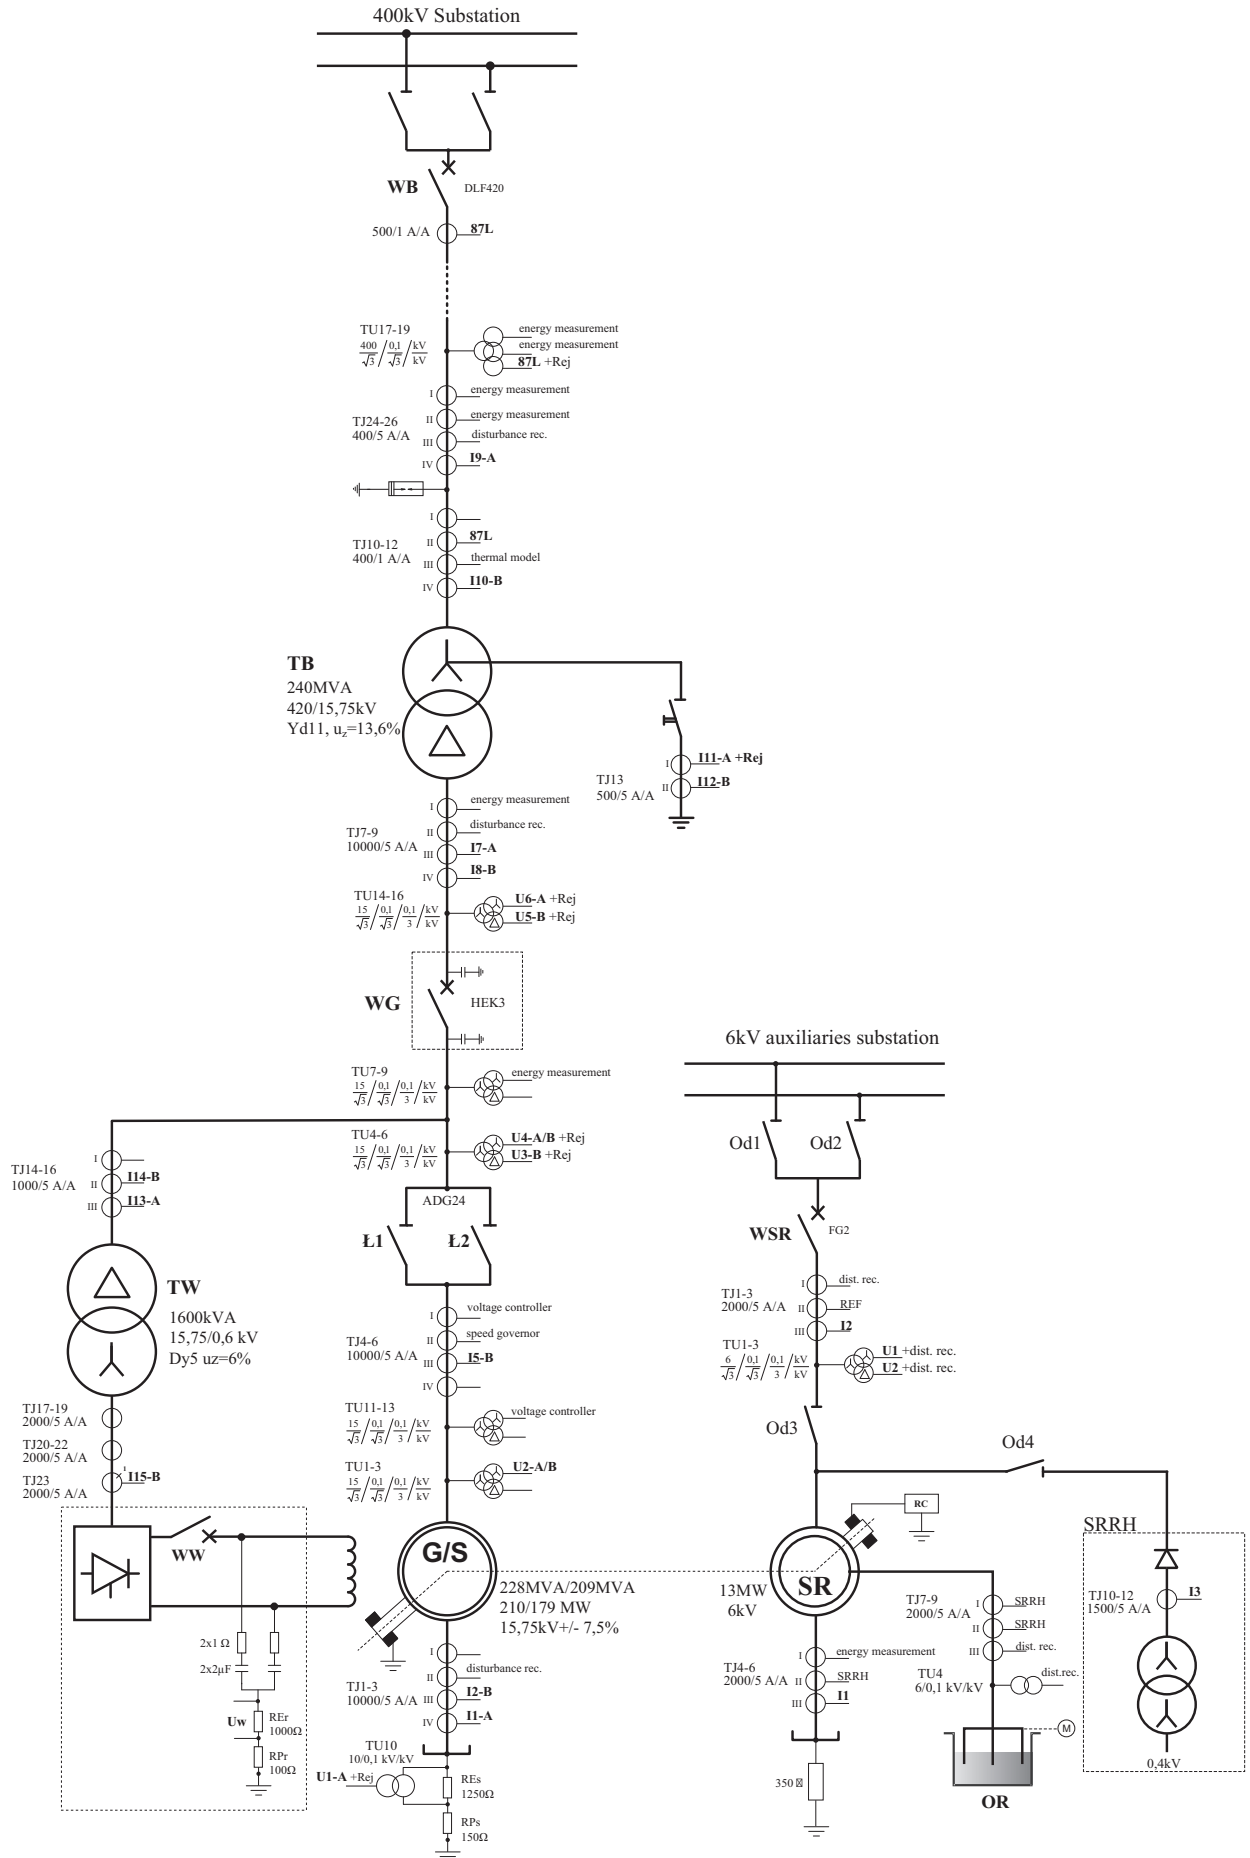 400kV Substation
WB
DLF420
500/1 A/A
87L
TU17-19
400/√3 / 0,1/√3 / kV/kV
energy measurement
energy measurement
87L +Rej
I
energy measurement
TJ24-26
400/5 A/A
II
energy measurement
III
disturbance rec.
IV
I9-A
I
TJ10-12
400/1 A/A
II
87L
III
thermal model
IV
I10-B
TB
240MVA
420/15,75kV
Yd11, uz=13,6%
I
I11-A +Rej
TJ13
500/5 A/A
II
I12-B
I
energy measurement
TJ7-9
10000/5 A/A
II
disturbance rec.
III
I7-A
IV
I8-B
TU14-16
15/√3 / 0,1/√3 / 0,1/3 / kV/kV
U6-A +Rej
U5-B +Rej
WG
HEK3
TU7-9
15/√3 / 0,1/√3 / 0,1/3 / kV/kV
energy measurement
TU4-6
15/√3 / 0,1/√3 / 0,1/3 / kV/kV
U4-A/B +Rej
U3-B +Rej
ADG24
Ł1
Ł2
TJ14-16
1000/5 A/A
I
II
I14-B
III
I13-A
TW
1600kVA
15,75/0,6 kV
Dy5 uz=6%
TJ17-19
2000/5 A/A
TJ20-22
2000/5 A/A
TJ23
2000/5 A/A
I
I15-B
I
voltage controller
TJ4-6
10000/5 A/A
II
speed governor
III
I5-B
IV
TU11-13
15/√3 / 0,1/√3 / 0,1/3 / kV/kV
voltage controller
TU1-3
15/√3 / 0,1/√3 / 0,1/3 / kV/kV
U2-A/B
WW
G/S
228MVA/209MVA
210/179 MW
15,75kV+/- 7,5%
2x1 Ω
2x2µF
Uw
REr
1000Ω
RPr
100Ω
I
TJ1-3
10000/5 A/A
II
disturbance rec.
III
I2-B
IV
I1-A
TU10
10/0,1 kV/kV
U1-A +Rej
REs
1250Ω
RPs
150Ω
6kV auxiliaries substation
Od1
Od2
WSR
FG2
I
dist. rec.
TJ1-3
2000/5 A/A
II
REF
III
I2
TU1-3
6/√3 / 0,1/√3 / 0,1/3 / kV/kV
U1 +dist. rec.
U2 +dist. rec.
Od3
Od4
RC
SR
13MW
6kV
TJ7-9
2000/5 A/A
I
SRRH
II
SRRH
III
dist. rec.
TU4
6/0,1 kV/kV
dist.rec.
I
energy measurement
TJ4-6
2000/5 A/A
II
SRRH
III
I1
350
M
OR
SRRH
TJ10-12
1500/5 A/A
I3
0,4kV